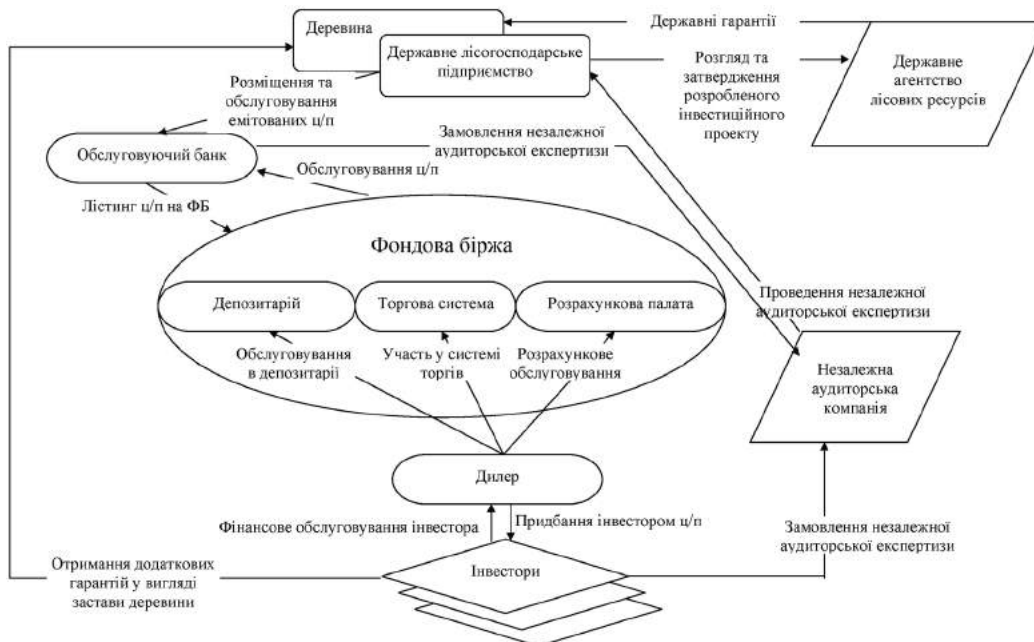 Державні гарантії
Деревина
Державне лісогосподарське
підприємство
Розгляд та
затвердження
розробленого
інвестиційного
проекту
Державне
агентство
лісових ресурсів
Розміщення та
обслуговування
емітованих ц/п
Обслуговуючий банк
Замовлення незалежної
аудиторської експертизи
Обслуговування ц/п
Лістинг ц/п на ФБ
Фондова біржа
Депозитарій
Торгова система
Розрахункова палата
Проведення незалежної
аудиторської експертизи
Обслуговування
в депозитарії
Участь у системі
торгів
Розрахункове
обслуговування
Незалежна
аудиторська
компанія
Дилер
Фінансове обслуговування інвестора
Придбання інвестором ц/п
Замовлення незалежної
аудиторської експертизи
Отримання додаткових
гарантій у вигляді
застави деревини
Інвестори